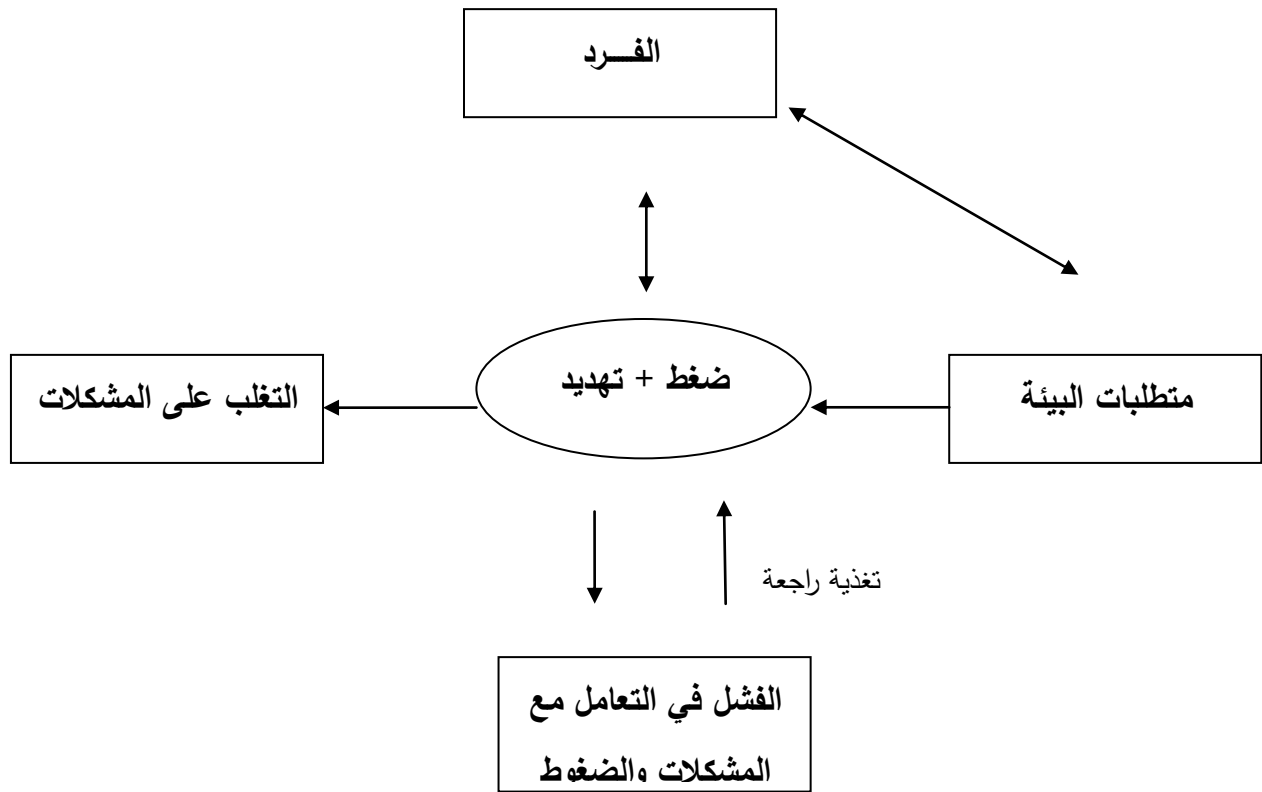 الفـــرد
ضغط + تهديد
متطلبات البيئة
التغلب على المشكلات
تغذية راجعة
الفشل في التعامل مع
المشكلات والضغوط